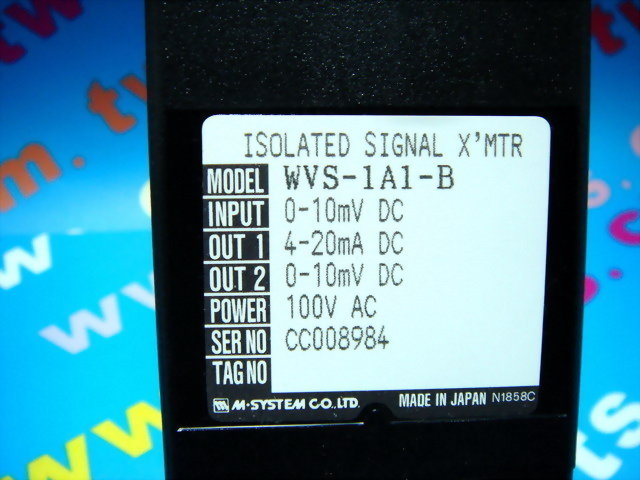 ISOLATED SIGNAL X'MTR
MODEL WVS-1A1-B
INPUT 0-10mV DC
OUT 1 4-20mA DC
OUT 2 0-10mV DC
POWER 100V AC
SER NO CC008984
TAG NO
M-SYSTEM CO.,LTD. MADE IN JAPAN N1858C